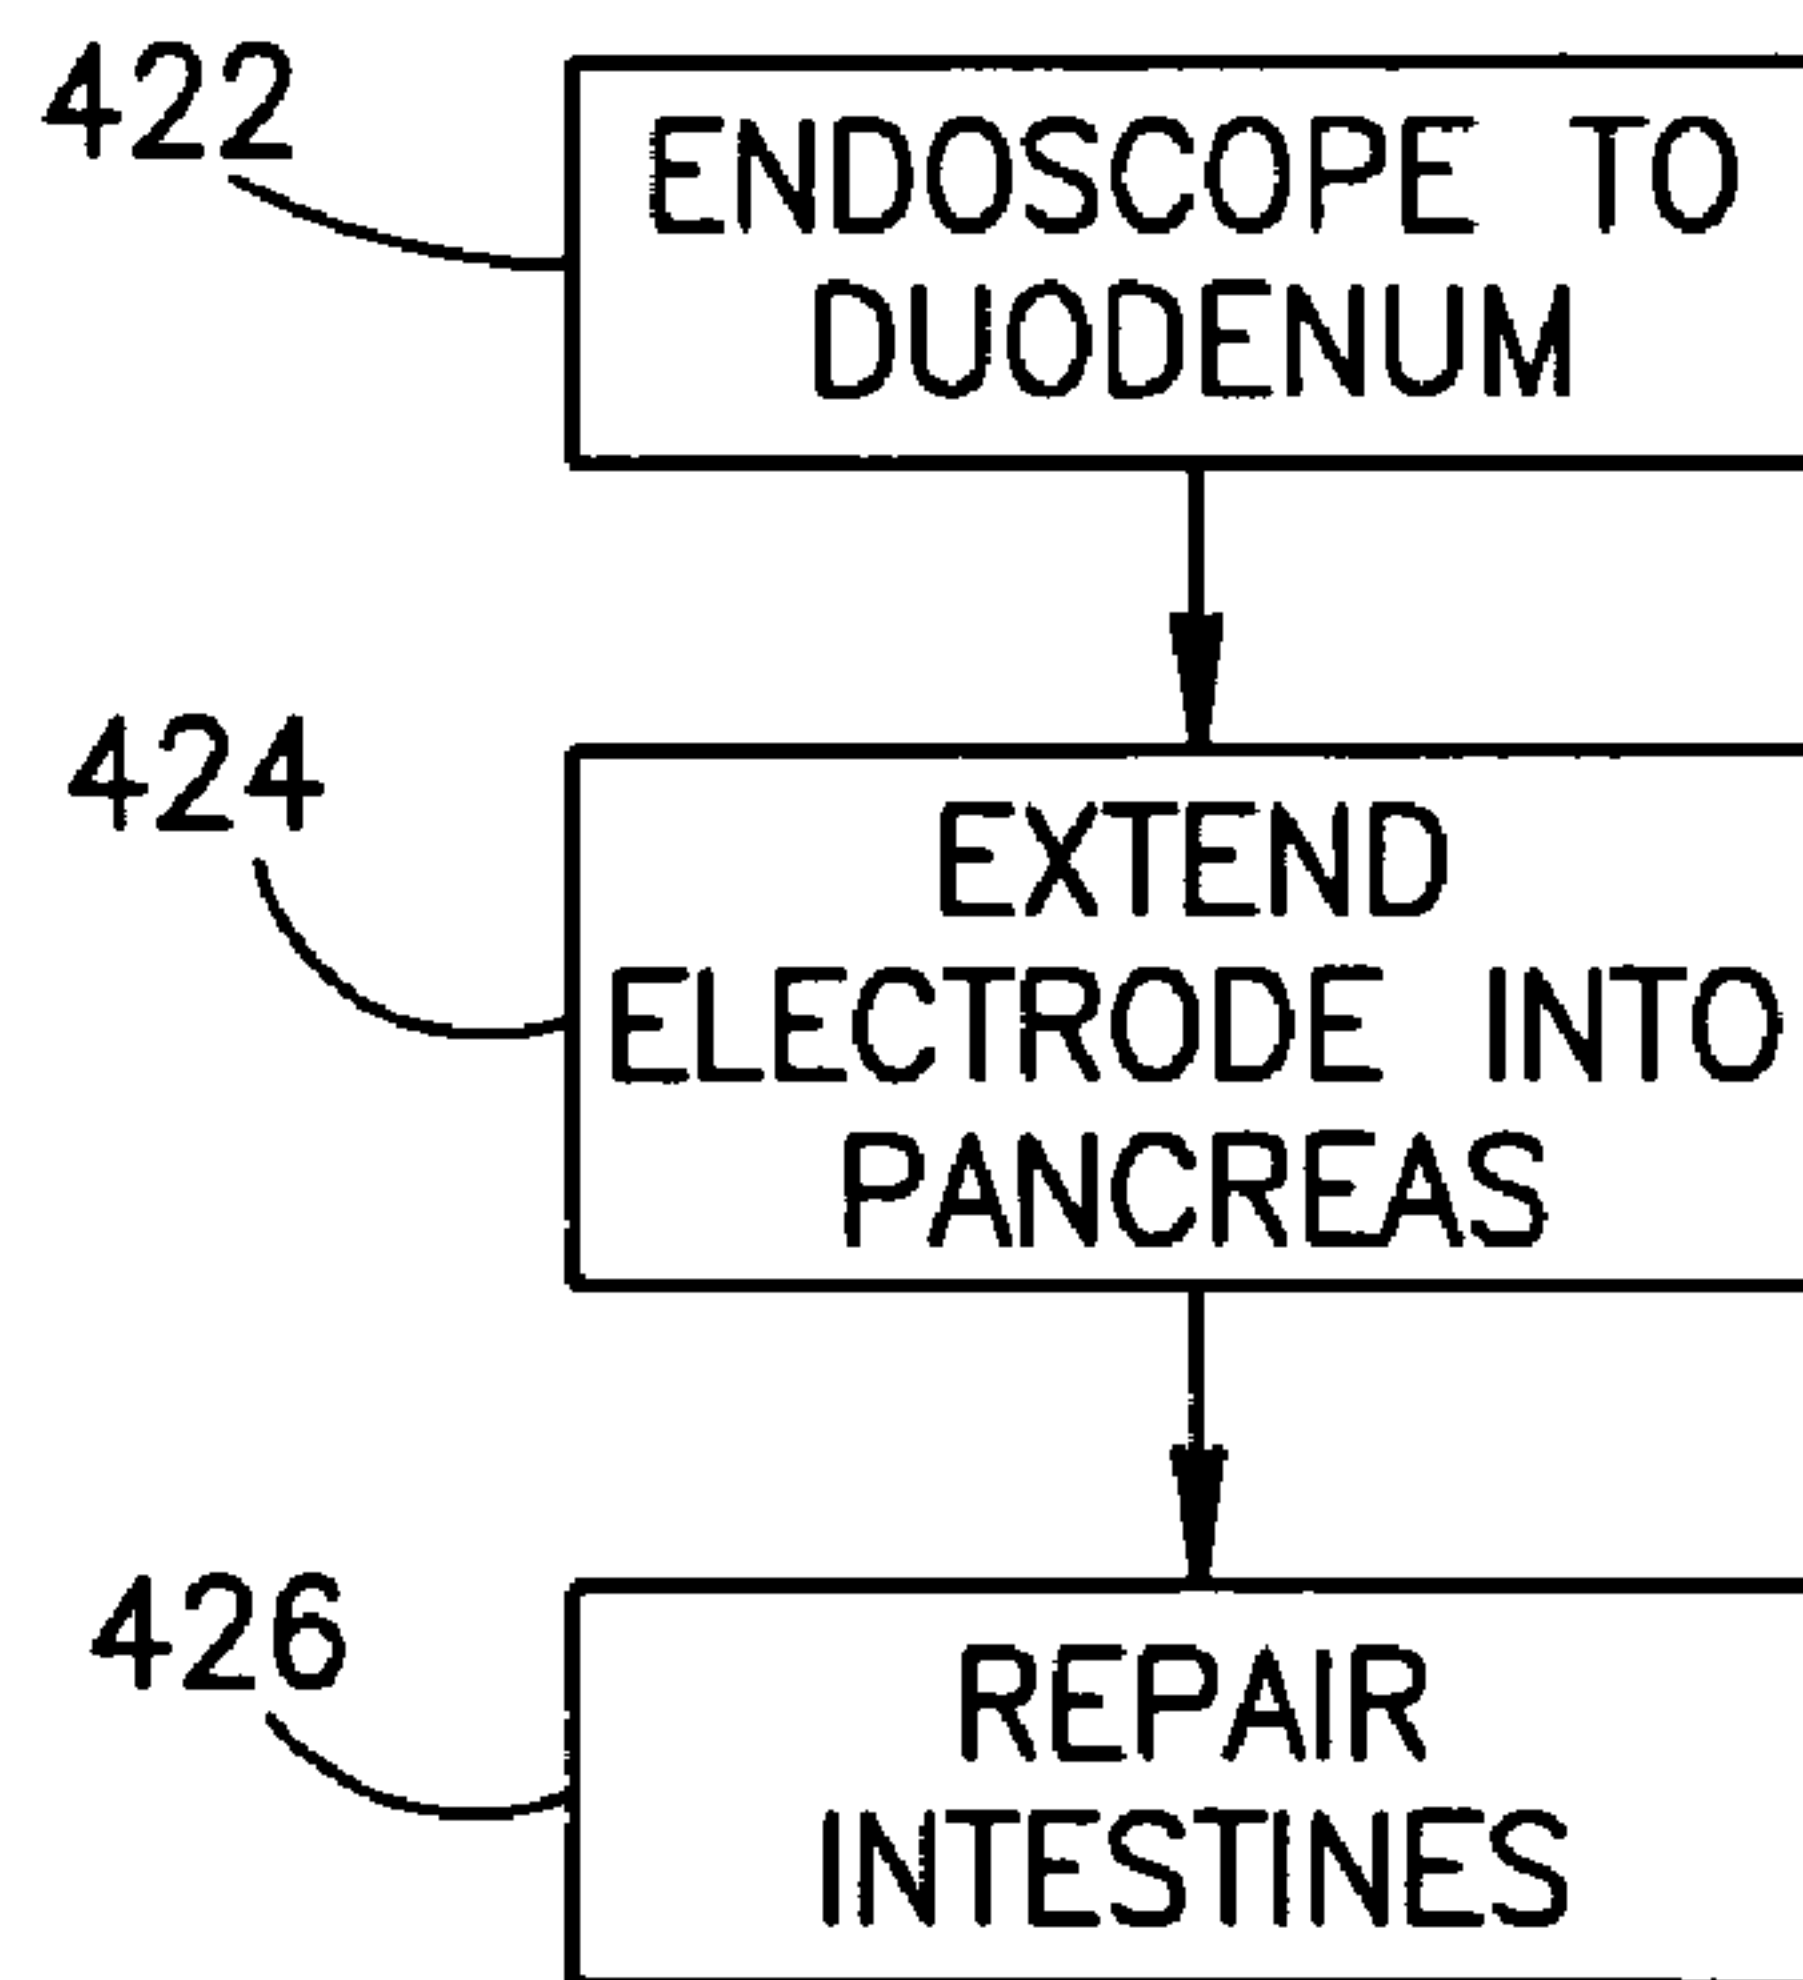 422
ENDOSCOPE TO
DUODENUM
424
EXTEND
ELECTRODE INTO
PANCREAS
426
REPAIR
INTESTINES